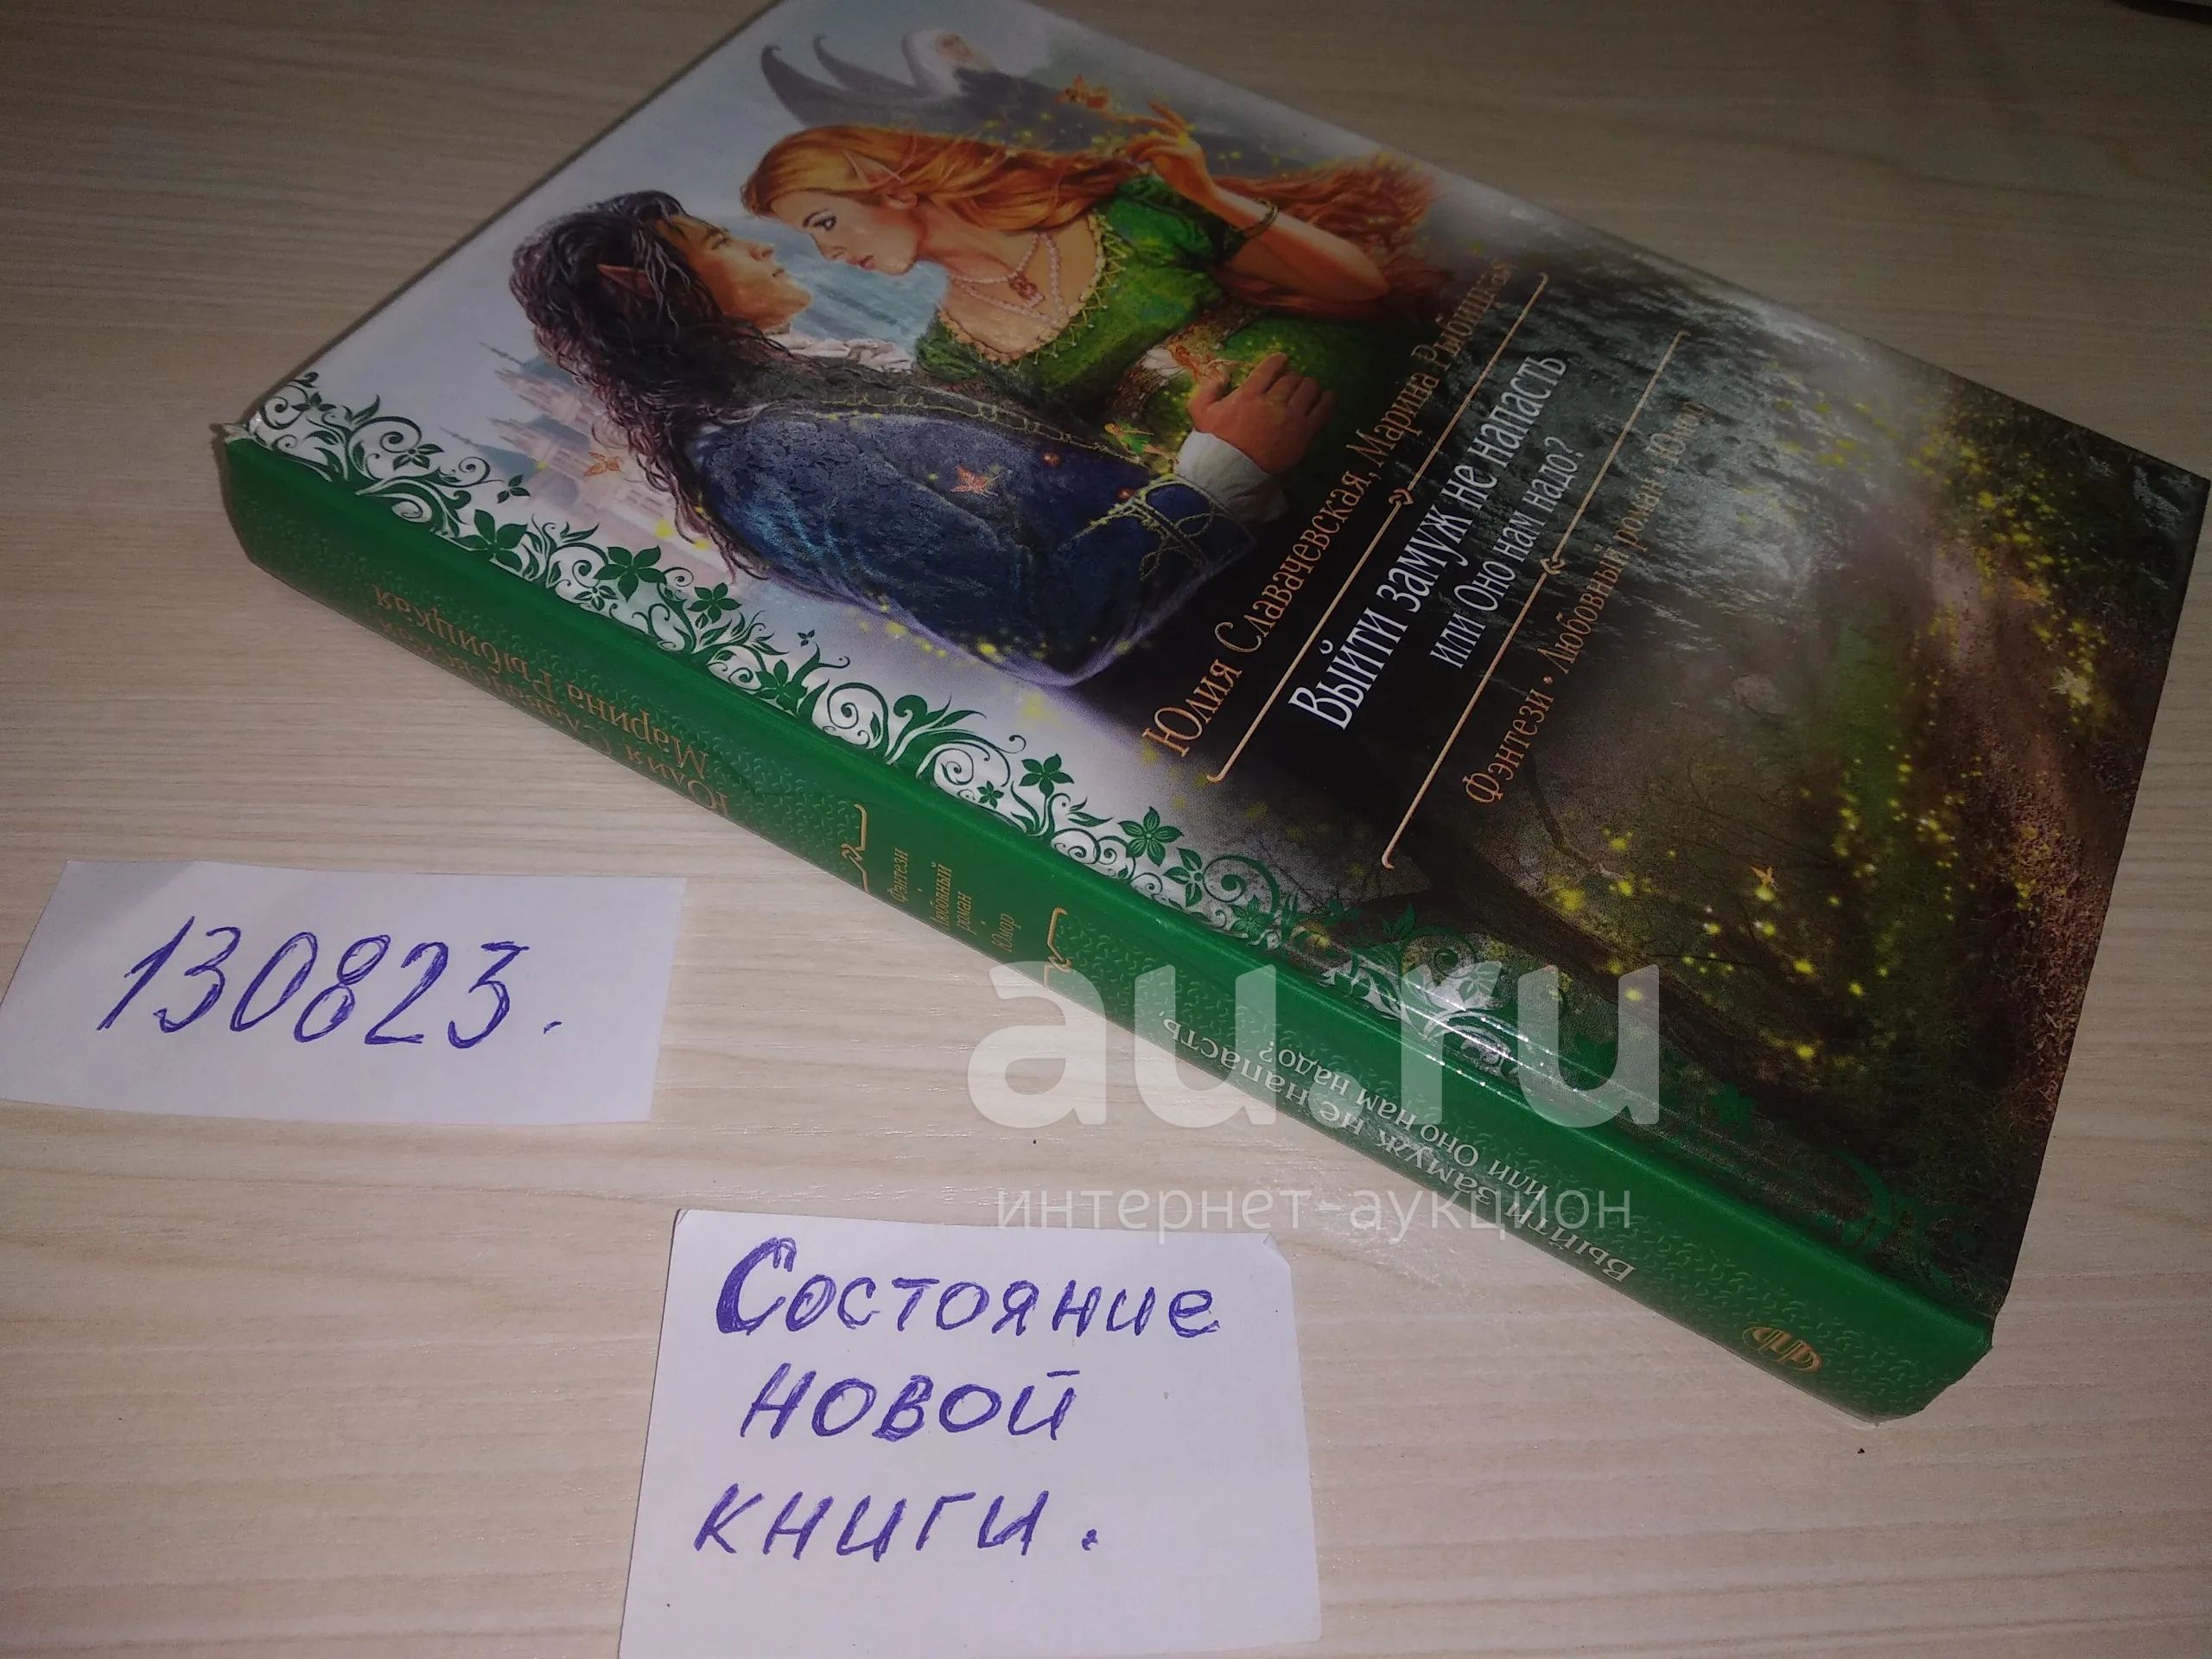 Юлия Славачевская, Марина Рыбицкая
Выйти замуж не напасть
или Оно нам надо?
Фэнтези • Любовный роман • Юмор
Марина Рыбицкая
Юлия
Фэнтези
Любовный
роман
Юмор
Выйти замуж не напасть,
или Оно нам надо?
130823.
au.ru
интернет-аукцион
Состояние
новой
книги.